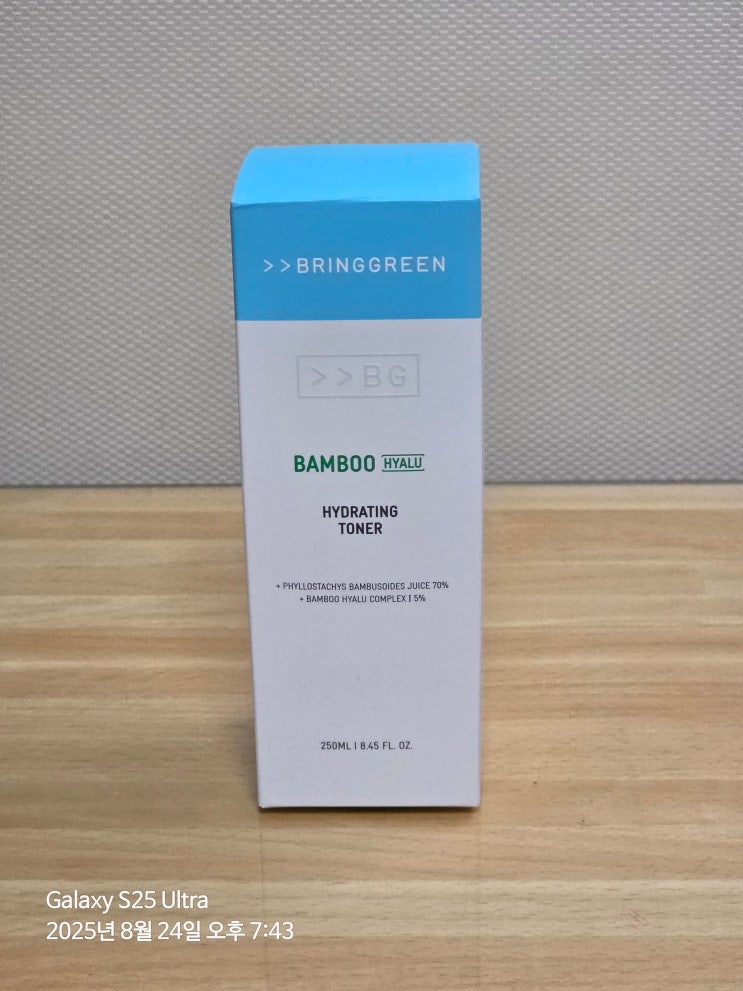 >>BRINGGREEN
>>BG
BAMBOO HYALU
HYDRATING
TONER
+ PHYLLOSTACHYS BAMBUSOIDES JUICE 70%
+ BAMBOO HYALU COMPLEX I 5%
250ML I 8.45 FL. OZ.
Galaxy S25 Ultra
2025년 8월 24일 오후 7:43